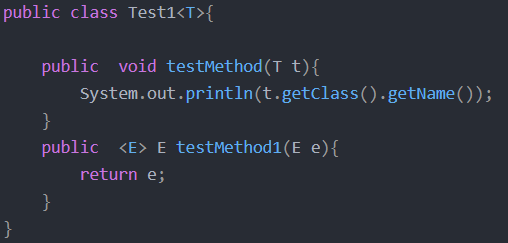 public class Test1<T>{
    public  void testMethod(T t){
        System.out.println(t.getClass().getName());
    }
    public  <E> E testMethod1(E e){
        return e;
    }
}